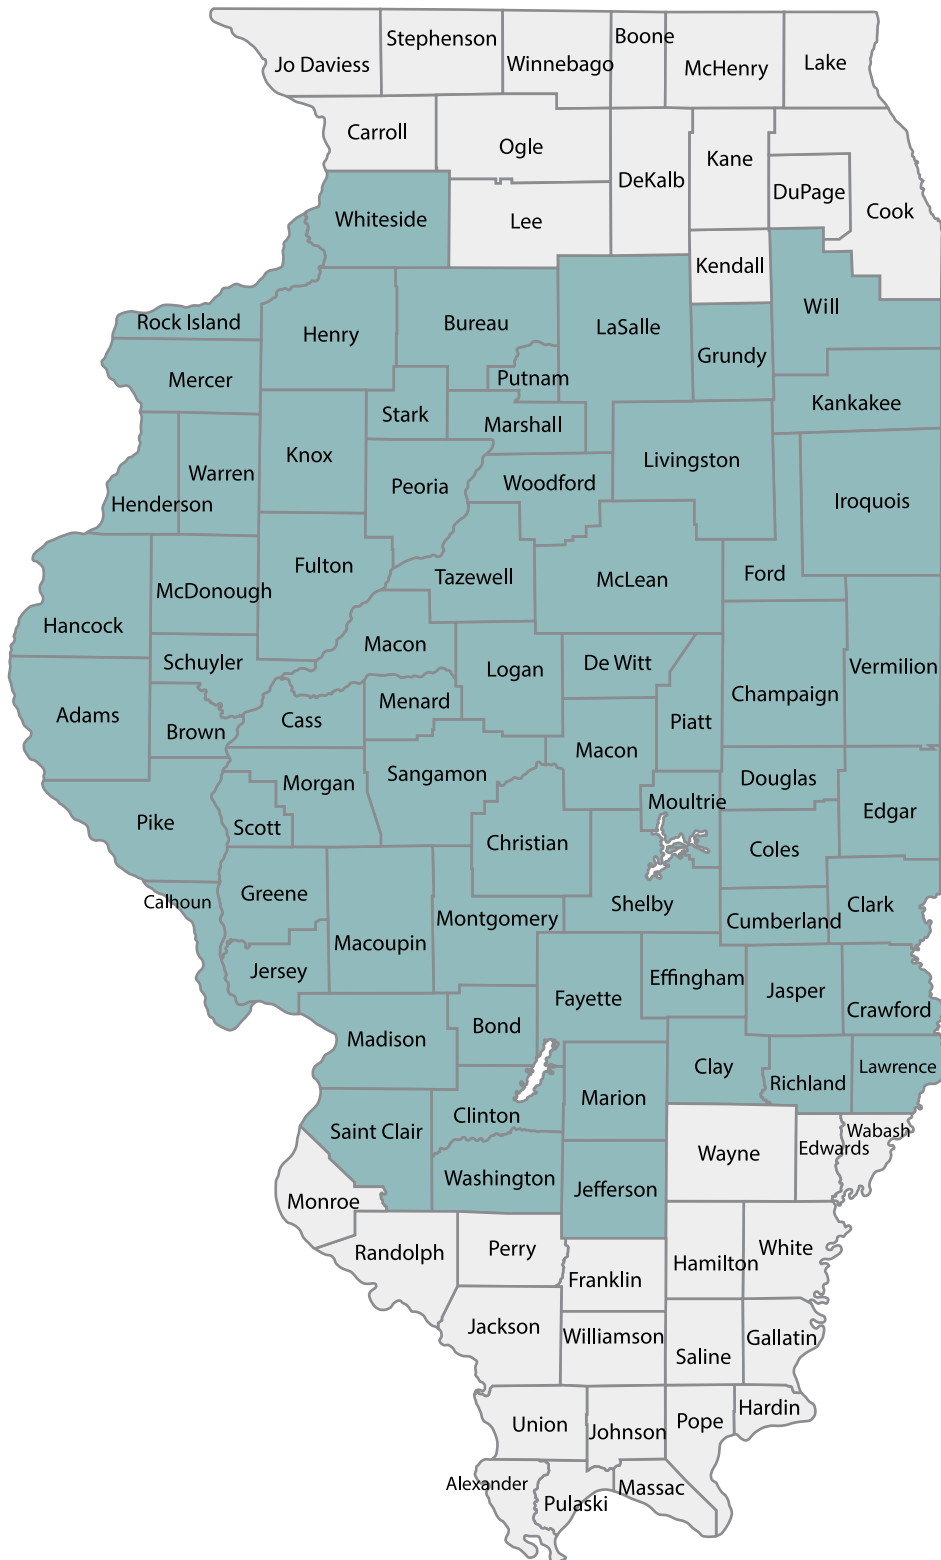 Jo Daviess
Stephenson
Winnebago
Boone
McHenry
Lake
Carroll
Ogle
DeKalb
Kane
DuPage
Cook
Whiteside
Lee
Kendall
Rock Island
Henry
Bureau
LaSalle
Grundy
Will
Mercer
Putnam
Kankakee
Stark
Marshall
Knox
Warren
Henderson
Peoria
Woodford
Livingston
Iroquois
Fulton
McDonough
Hancock
Tazewell
McLean
Ford
Schuyler
Macon
Logan
De Witt
Vermilion
Champaign
Piatt
Adams
Brown
Cass
Menard
Sangamon
Macon
Douglas
Edgar
Pike
Morgan
Scott
Christian
Moultrie
Coles
Calhoun
Greene
Macoupin
Montgomery
Shelby
Cumberland
Clark
Jersey
Fayette
Effingham
Jasper
Crawford
Madison
Bond
Clay
Richland
Lawrence
Saint Clair
Clinton
Marion
Washington
Jefferson
Wayne
Edwards
Wabash
Monroe
Randolph
Perry
Franklin
Hamilton
White
Jackson
Williamson
Saline
Gallatin
Union
Johnson
Pope
Hardin
Alexander
Pulaski
Massac